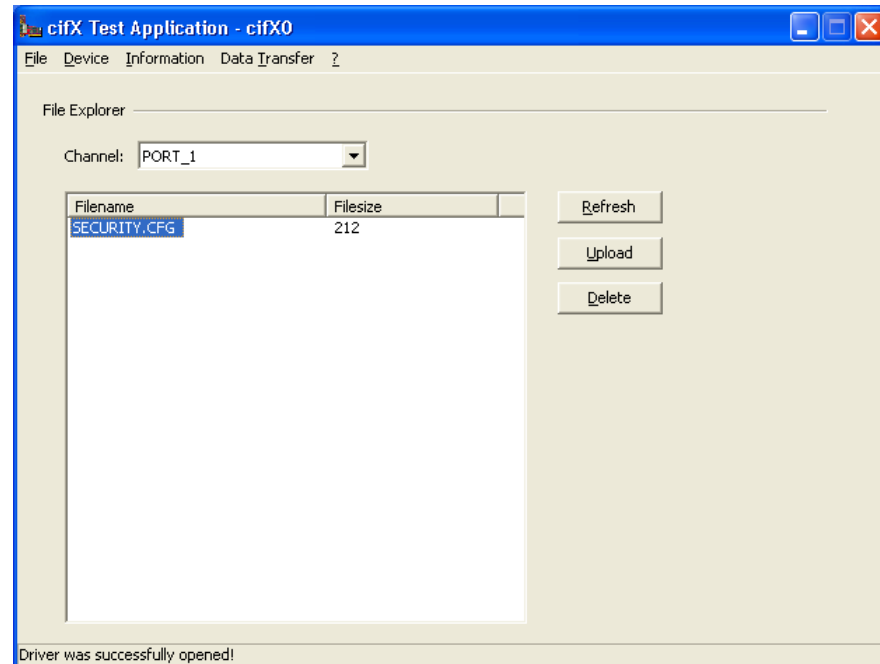 cifX Test Application - cifX0
File Device Information Data Transfer ?
File Explorer
Channel: PORT_1
Filename Filesize
SECURITY.CFG 212
Refresh
Upload
Delete
Driver was successfully opened!